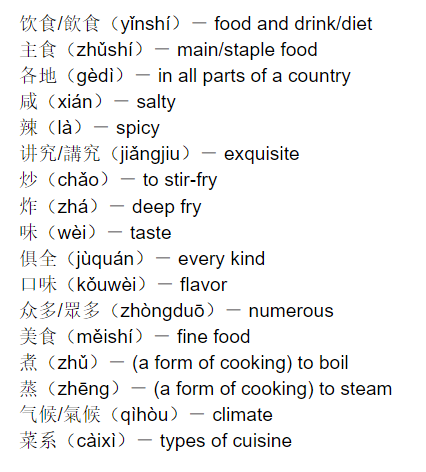 饮食/飲食（yǐnshí）－ food and drink/diet
主食（zhǔshí）－ main/staple food
各地（gèdì）－ in all parts of a country
咸（xián）－ salty
辣（là）－ spicy
讲究/講究（jiǎngjiu）－ exquisite
炒（chǎo）－ to stir-fry
炸（zhá）－ deep fry
味（wèi）－ taste
俱全（jùquán）－ every kind
口味（kǒuwèi）－ flavor
众多/眾多（zhòngduō）－ numerous
美食（měishí）－ fine food
煮（zhǔ）－ (a form of cooking) to boil
蒸（zhēng）－ (a form of cooking) to steam
气候/氣候（qìhòu）－ climate
菜系（càixì）－ types of cuisine